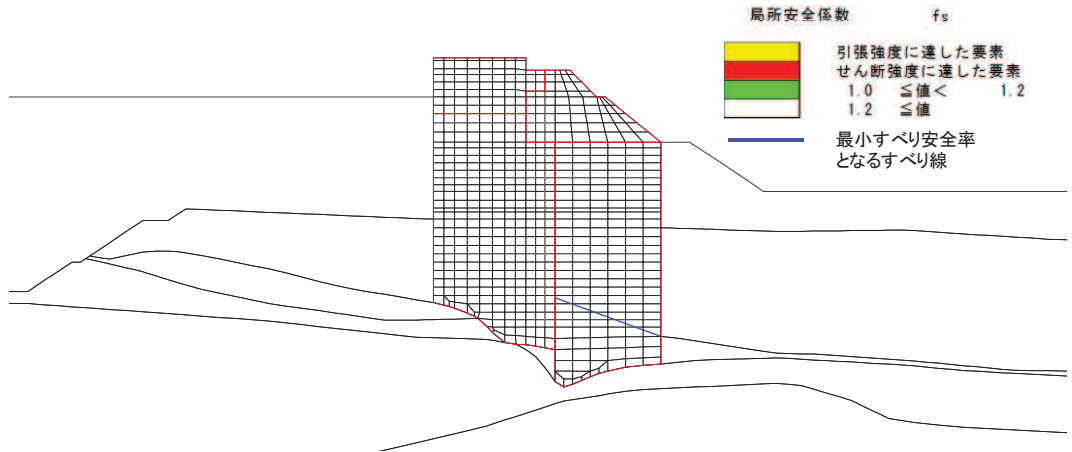 局所安全係数 fs
引張強度に達した要素
せん断強度に達した要素
1.0 ≦値< 1.2
1.2 ≦値
最小すべり安全率
となるすべり線